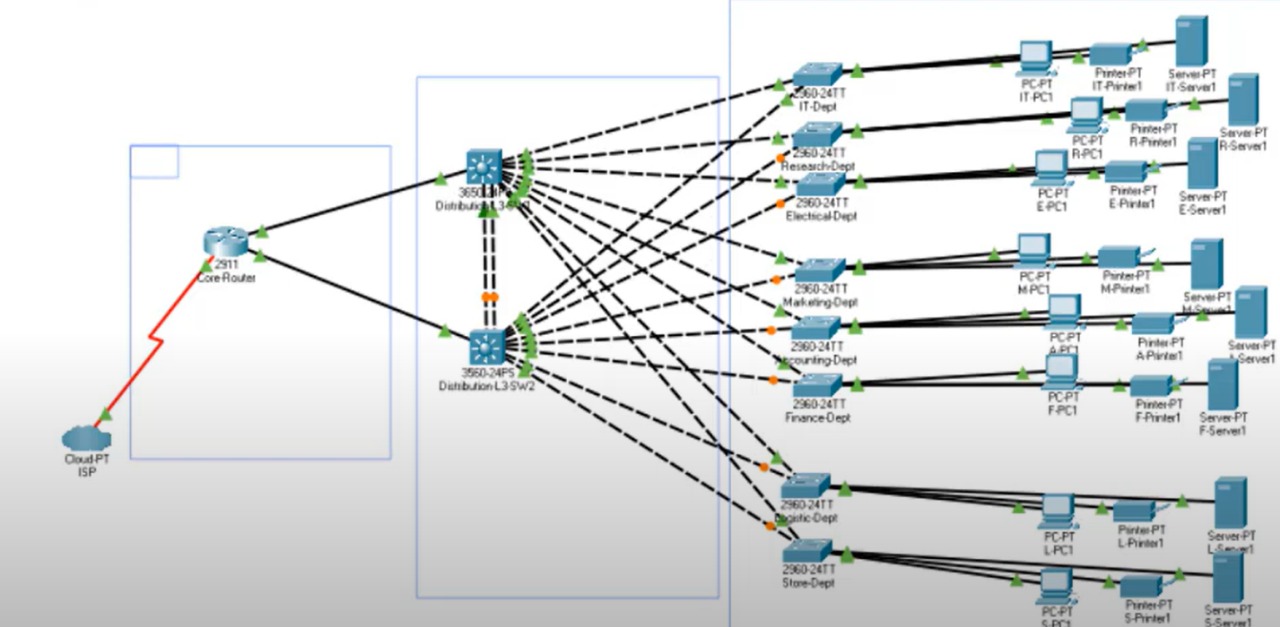 2911
Core-Router
Cloud-PT
ISP
Distribution-L3-SW1
3560-24PS
Distribution-L3-SW2
2960-24TT
IT-Dept
2960-24TT
Research-Dept
2960-24TT
Electrical-Dept
2960-24TT
Marketing-Dept
2960-24TT
Accounting-Dept
2960-24TT
Finance-Dept
2960-24TT
Logistic-Dept
2960-24TT
Store-Dept
PC-PT
IT-PC1
Printer-PT
IT-Printer1
Server-PT
IT-Server1
PC-PT
R-PC1
Printer-PT
R-Printer1
Server-PT
R-Server1
PC-PT
E-PC1
Printer-PT
E-Printer1
Server-PT
E-Server1
PC-PT
M-PC1
Printer-PT
M-Printer1
Server-PT
M-Server1
PC-PT
A-PC1
Printer-PT
A-Printer1
Server-PT
A-Server1
PC-PT
F-PC1
Printer-PT
F-Printer1
Server-PT
F-Server1
PC-PT
L-PC1
Printer-PT
L-Printer1
Server-PT
L-Server1
PC-PT
S-PC1
Printer-PT
S-Printer1
Server-PT
S-Server1